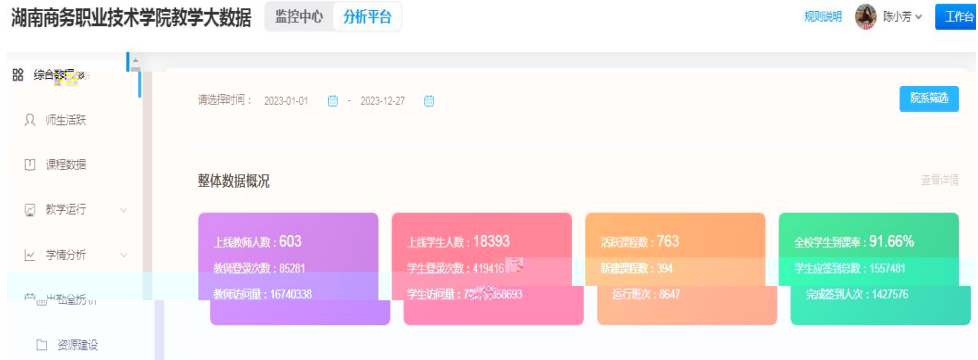 湖南商务职业技术学院教学大数据 监控中心 分析平台 规则说明 陈小芳 工作台
综合数据
请选择时间： 2023-01-01 - 2023-12-27 院系筛选
师生活跃
课程数据
整体数据概况 查看详情
教学运行
学情分析
出勤分析
资源建设
上线教师人数：603
教师登录次数：85281
教师访问量：16740338
上线学生人数：18393
学生登录次数：419416
学生访问量：
活跃课程数：763
新建课程数：394
运行班次：8647
全校学生到课率：91.66%
学生应签到总数：1557481
完成签到人次：1427576